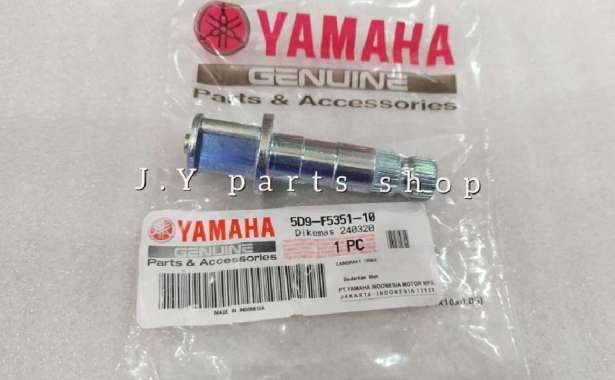 YAMAHA
GENUINE
Parts & Accessories
J.Y parts shop
YAMAHA
GENUINE
Parts & Accessories
MADE IN INDONESIA
5D9-F5351-10
Dikemas 240320
1 PC
PT.YAMAHA INDONESIA MOTOR MFG.
JAKARTA-INDONESIA